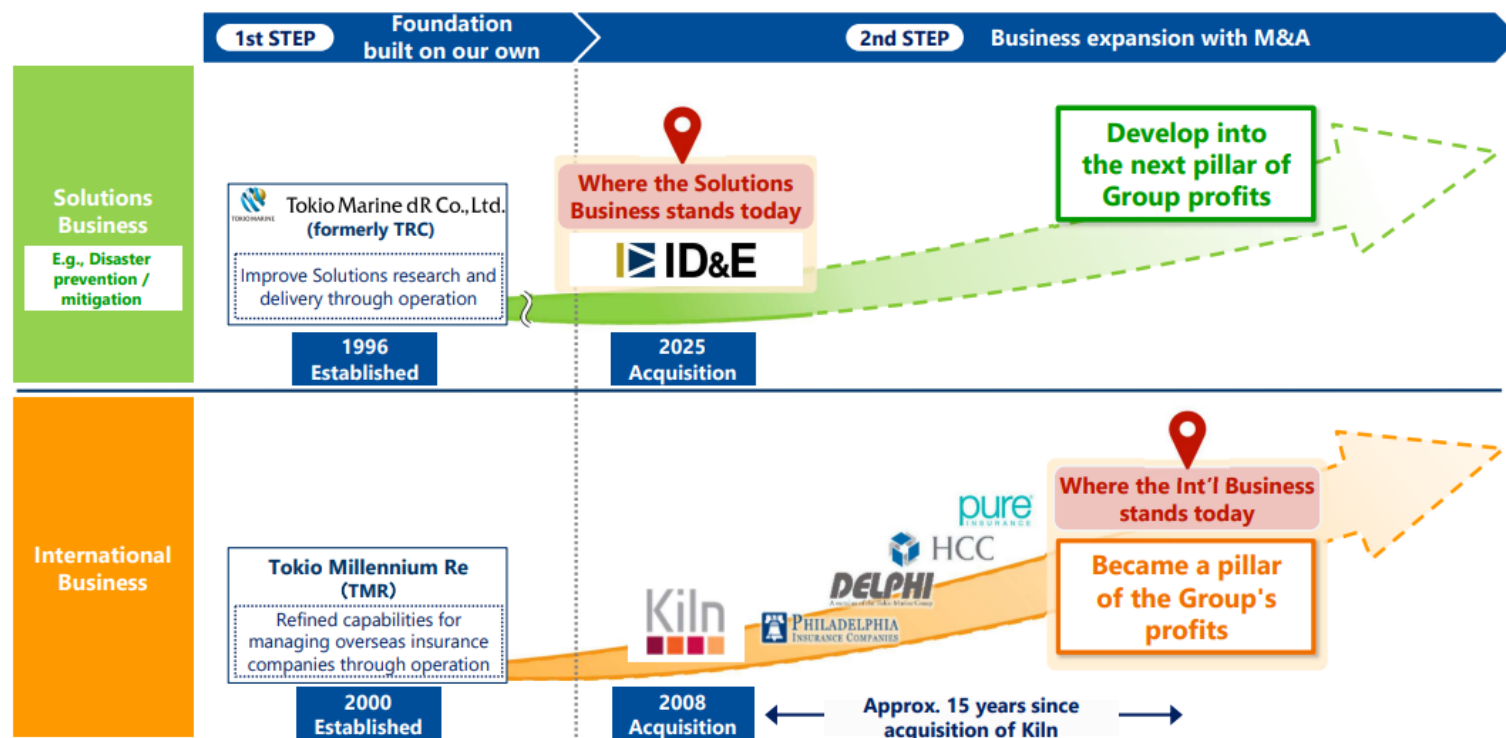 1st STEP
Foundation
built on our own
2nd STEP
Business expansion with M&A
Solutions
Business
E.g., Disaster
prevention /
mitigation
TOKIO MARINE
Tokio Marine dR Co., Ltd.
(formerly TRC)
Improve Solutions research and
delivery through operation
1996
Established
Where the Solutions
Business stands today
ID&E
2025
Acquisition
Develop into
the next pillar of
Group profits
International
Business
Tokio Millennium Re
(TMR)
Refined capabilities for
managing overseas insurance
companies through operation
2000
Established
Kiln
2008
Acquisition
PHILADELPHIA
INSURANCE COMPANIES
DELPHI
HCC
pure
INSURANCE
Where the Int'l Business
stands today
Became a pillar
of the Group's
profits
Approx. 15 years since
acquisition of Kiln